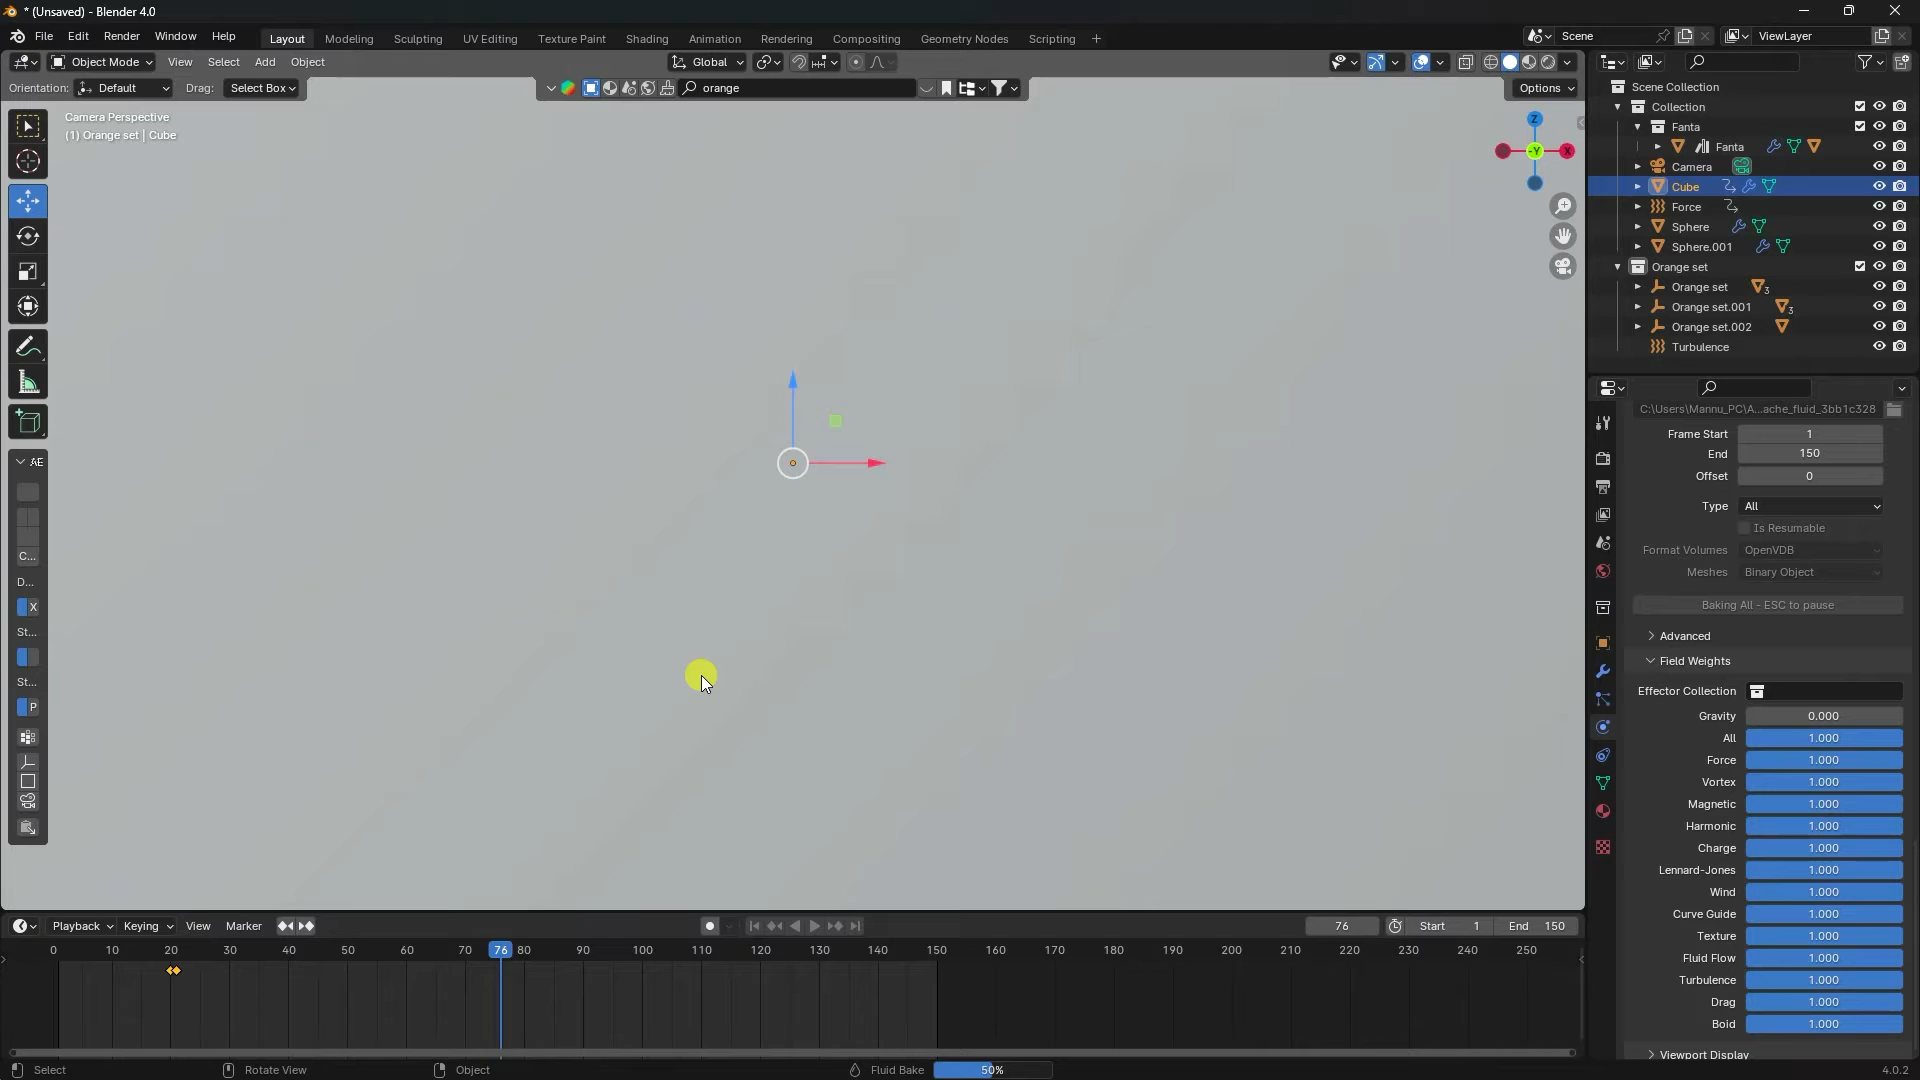 * (Unsaved) - Blender 4.0
File Edit Render Window Help Layout Modeling Sculpting UV Editing Texture Paint Shading Animation Rendering Compositing Geometry Nodes Scripting + Scene ViewLayer
Object Mode View Select Add Object Global
Orientation: Default Drag: Select Box orange Options
Camera Perspective
(1) Orange set | Cube
Z
-Y X
AE
C...
D...
X
St...
St...
P
Scene Collection
Collection
Fanta
Fanta
Camera
Cube
Force
Sphere
Sphere.001
Orange set
Orange set 3
Orange set.001 3
Orange set.002
Turbulence
C:\Users\Mannu_PC\A...ache_fluid_3bb1c328
Frame Start 1
End 150
Offset 0
Type All
Is Resumable
Format Volumes OpenVDB
Meshes Binary Object
Baking All - ESC to pause
Advanced
Field Weights
Effector Collection
Gravity 0.000
All 1.000
Force 1.000
Vortex 1.000
Magnetic 1.000
Harmonic 1.000
Charge 1.000
Lennard-Jones 1.000
Wind 1.000
Curve Guide 1.000
Texture 1.000
Fluid Flow 1.000
Turbulence 1.000
Drag 1.000
Boid 1.000
Viewport Display
Playback Keying View Marker 76 Start 1 End 150
0 10 20 30 40 50 60 70 76 80 90 100 110 120 130 140 150 160 170 180 190 200 210 220 230 240 250
Select Rotate View Object Fluid Bake 50% 4.0.2